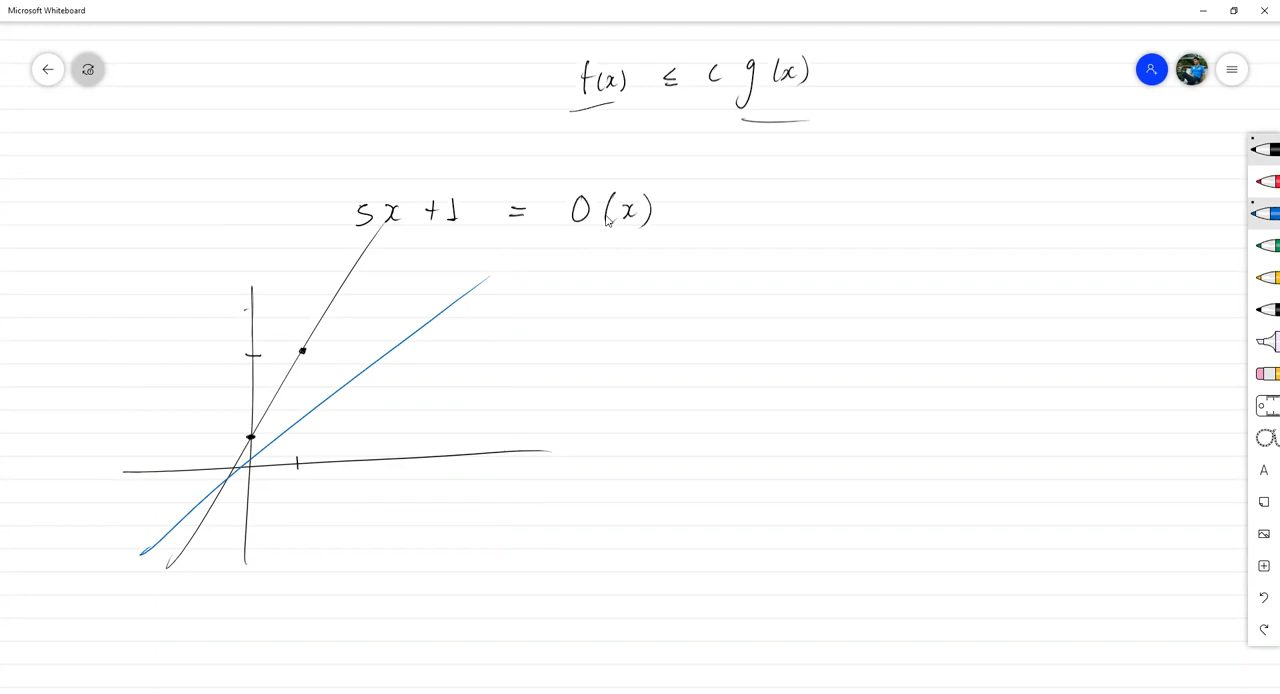 Microsoft Whiteboard
f(x) ≤ c g(x)
5x + 1 = O(x)
A